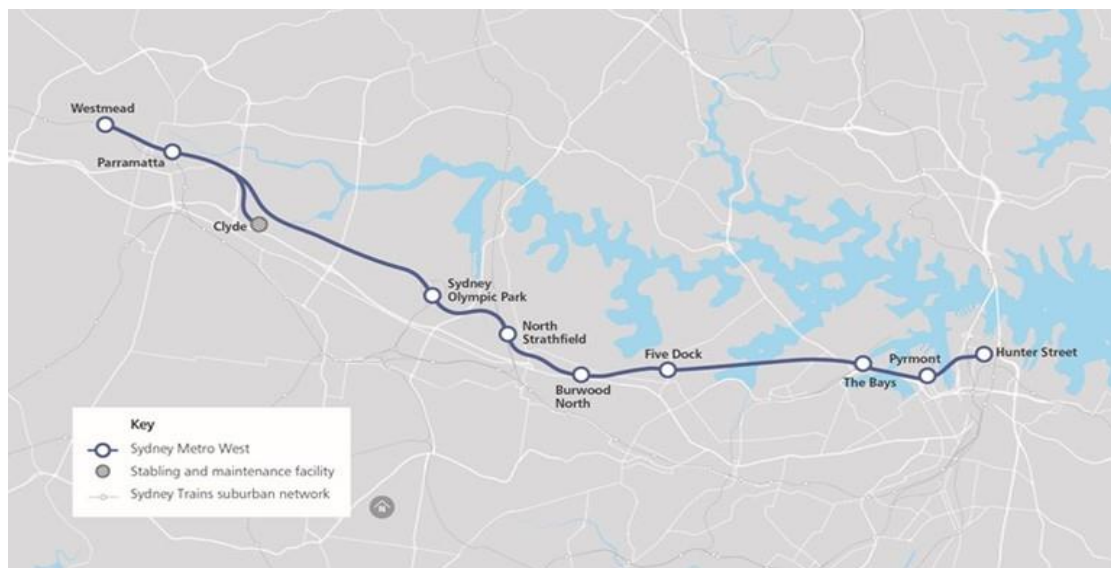 Westmead
Parramatta
Clyde
Sydney
Olympic Park
North
Strathfield
Burwood
North
Five Dock
The Bays
Pyrmont
Hunter Street
Key
Sydney Metro West
Stabling and maintenance facility
Sydney Trains suburban network